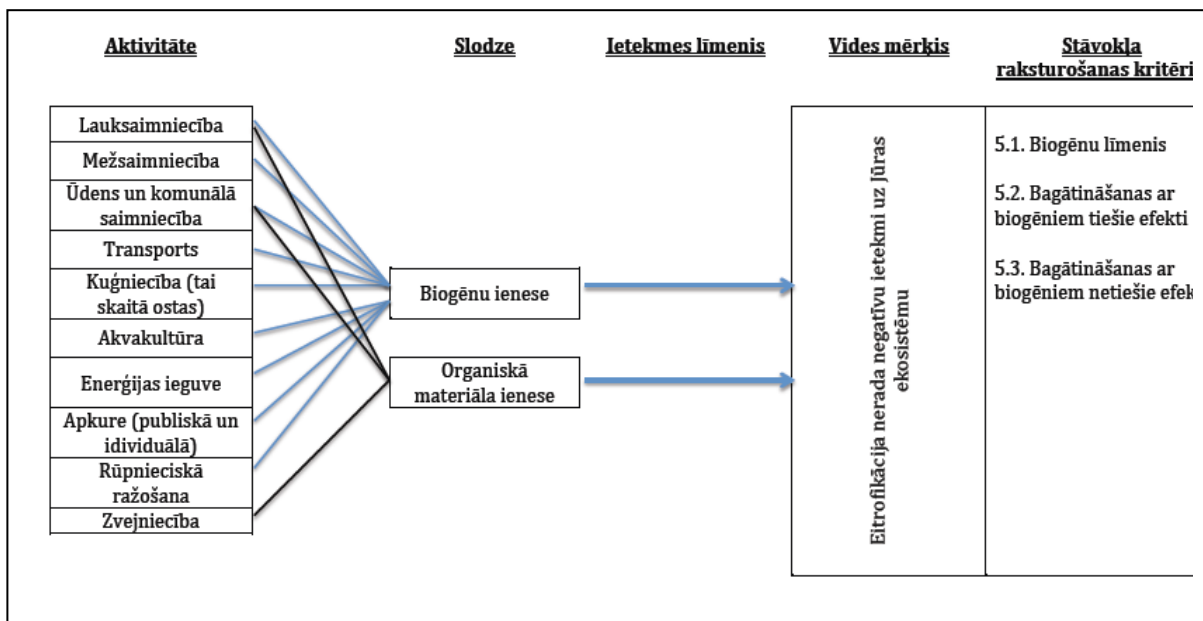 Aktivitāte
Slodze
Ietekmes līmenis
Vides mērķis
Stāvokļa
raksturošanas kritēri
Lauksaimniecība
Mežsaimniecība
Ūdens un komunālā
saimniecība
Transports
Kuģniecība (tai
skaitā ostas)
Akvakultūra
Enerģijas ieguve
Apkure (publiskā un
idividuālā)
Rūpnieciskā
ražošana
Zvejniecība
Biogēnu ienese
Organiskā
materiāla ienese
Eitrofikācija nerada negatīvu ietekmi uz Jūras
ekosistēmu
5.1. Biogēnu līmenis
5.2. Bagātināšanas ar
biogēniem tiešie efekti
5.3. Bagātināšanas ar
biogēniem netiešie efek